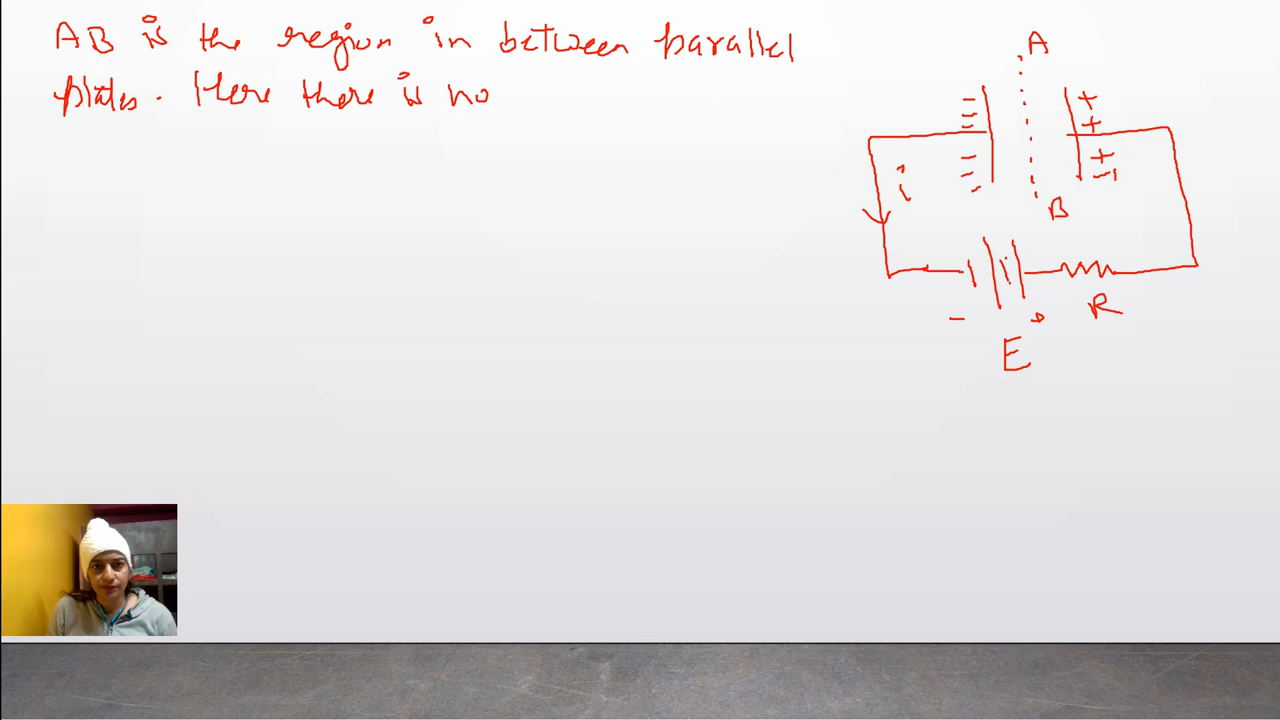 AB is the region in between parallel
plates. Here there is no
A
B
i
R
E